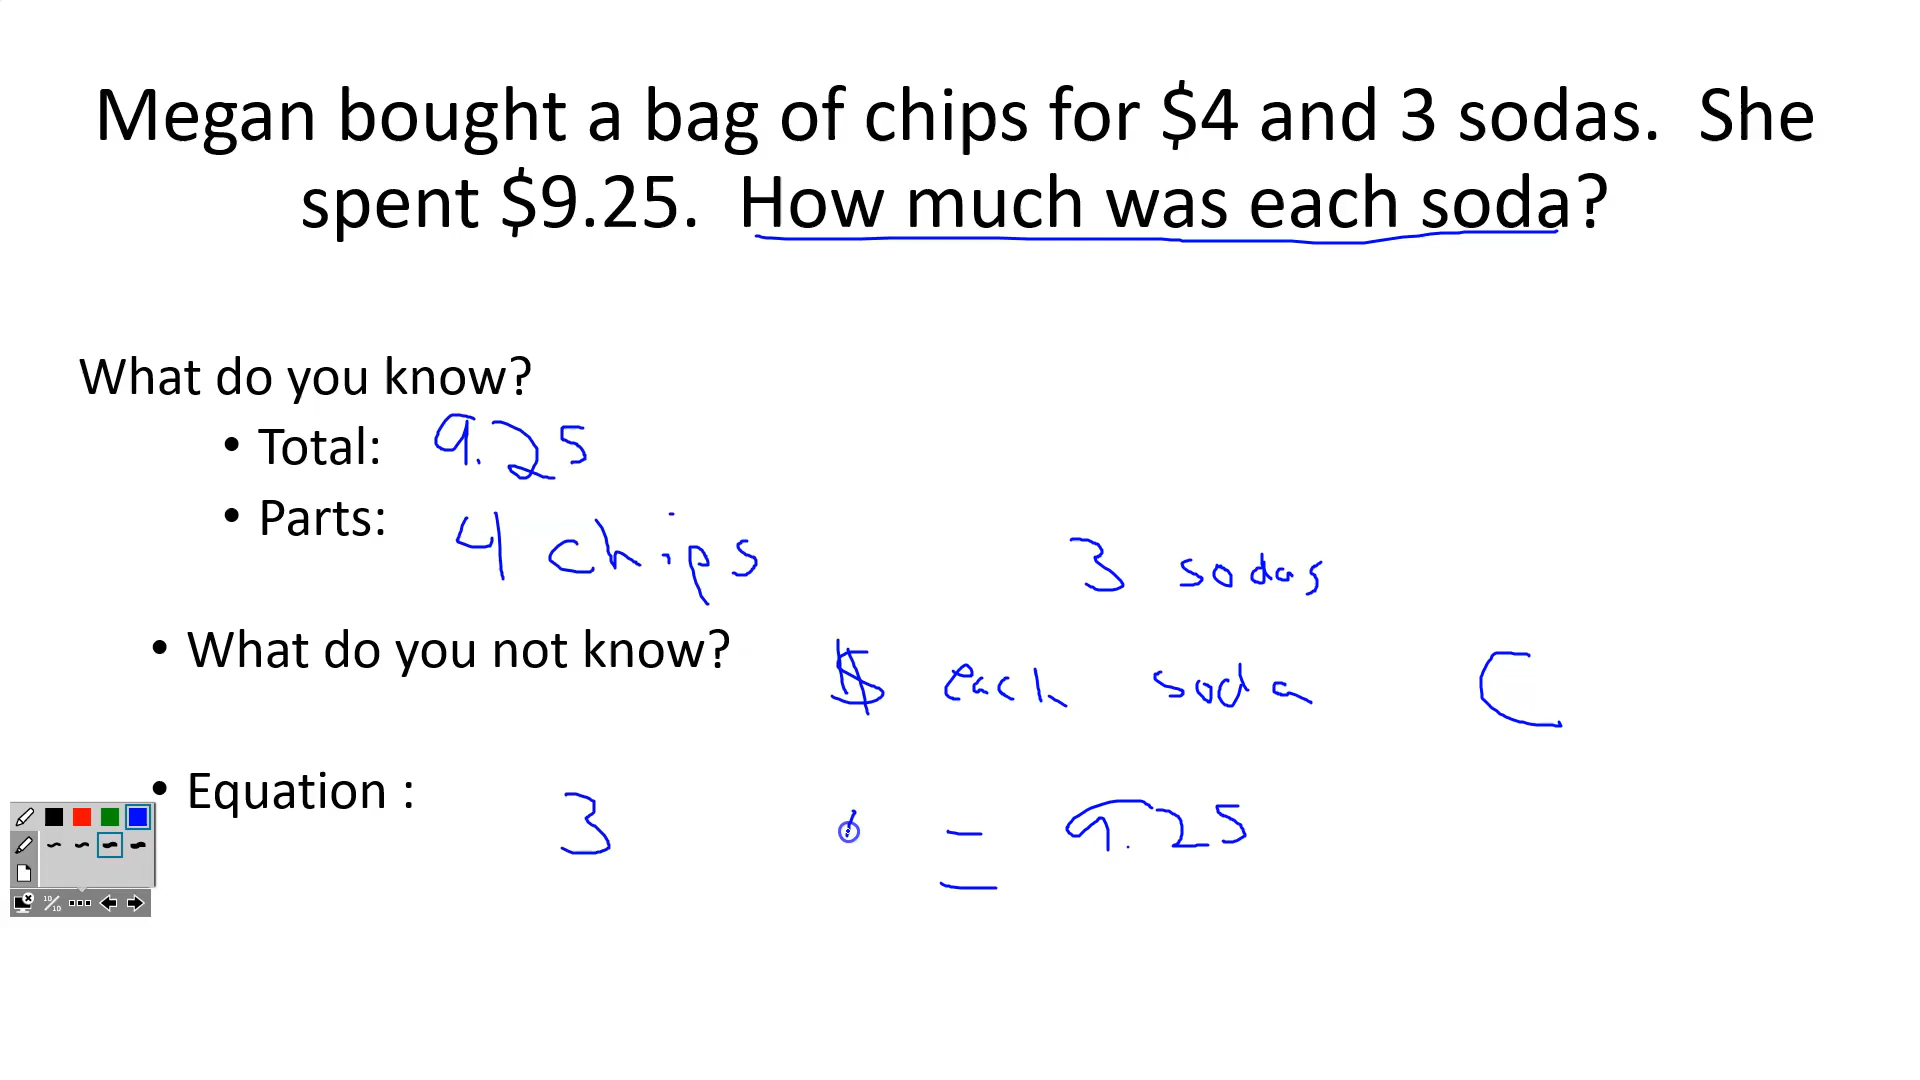 Megan bought a bag of chips for $4 and 3 sodas. She
spent $9.25. How much was each soda?
What do you know?
• Total: 9.25
• Parts: 4 chips 3 sodas
• What do you not know? $ each soda C
• Equation : 3 = 9.25
10/10